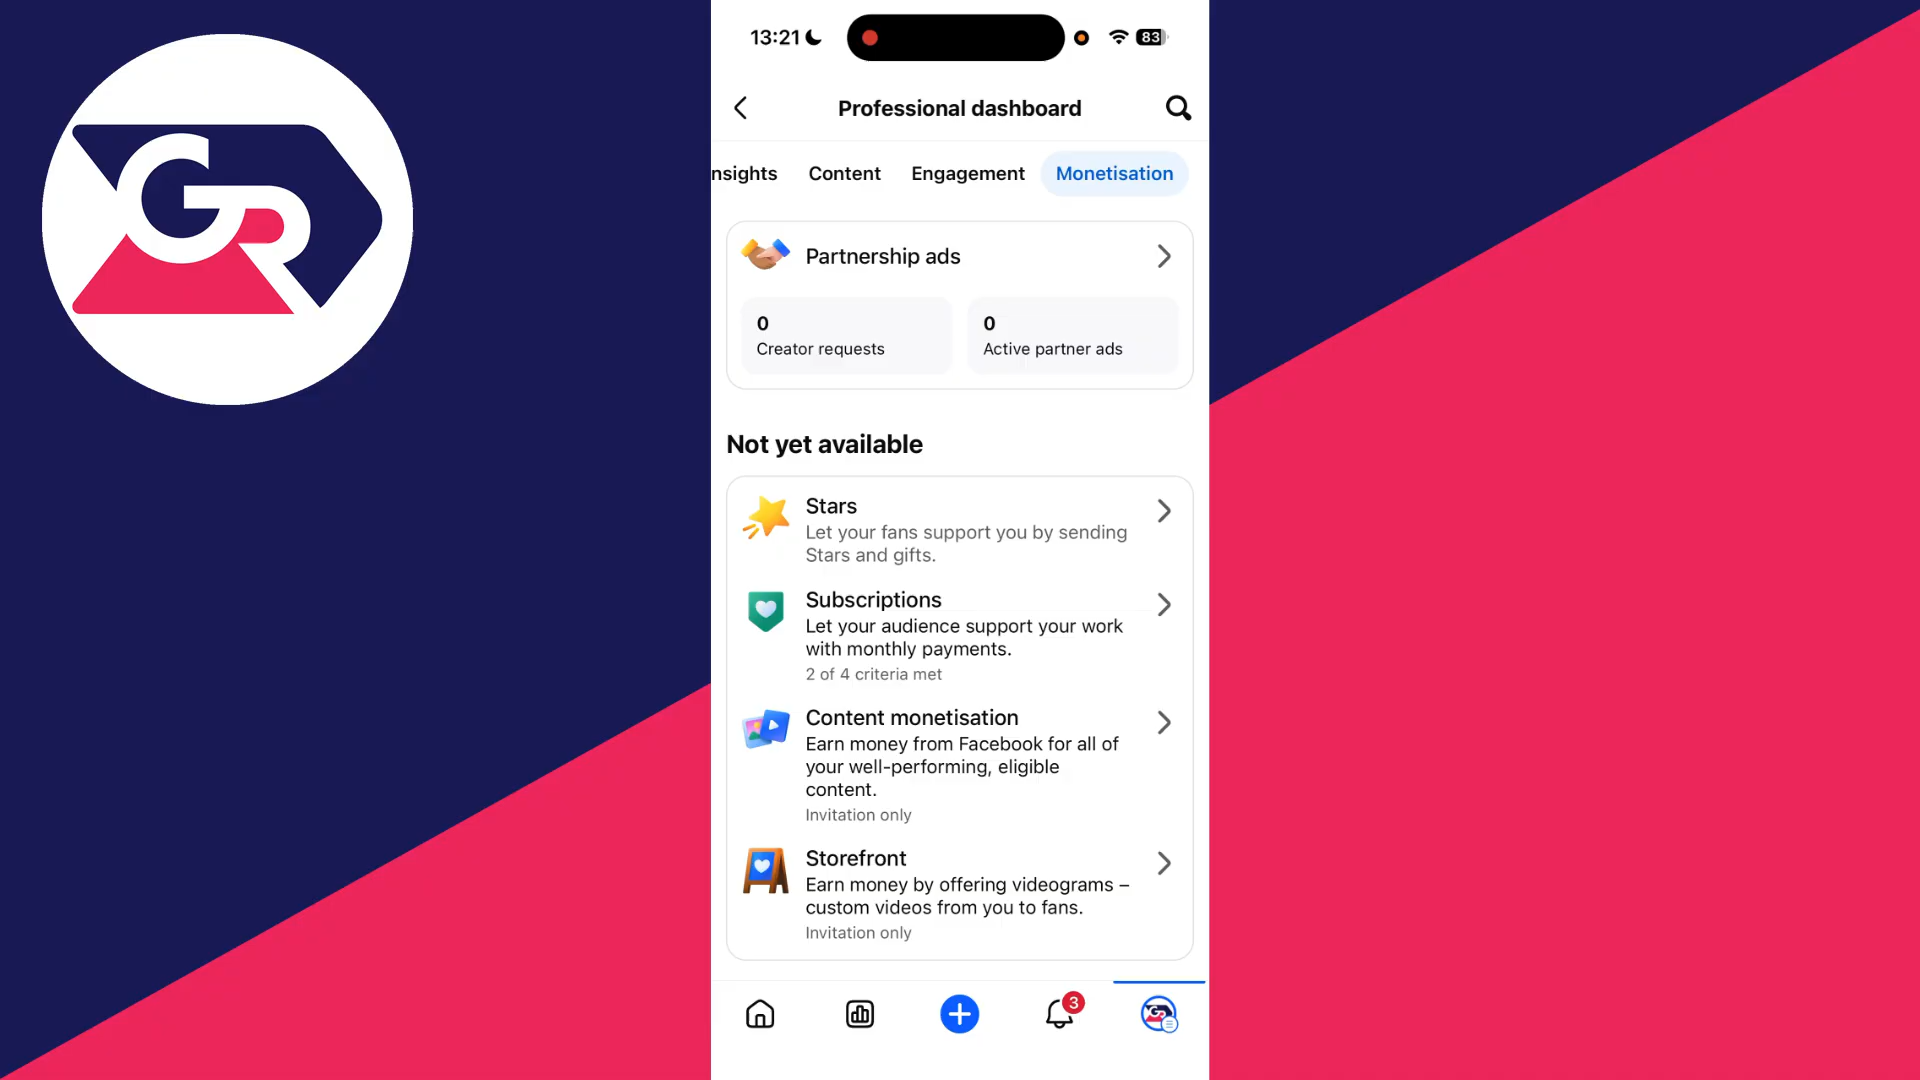 GR
13:21
83
Professional dashboard
nsights Content Engagement Monetisation
Partnership ads
0
Creator requests
0
Active partner ads
Not yet available
Stars
Let your fans support you by sending
Stars and gifts.
Subscriptions
Let your audience support your work
with monthly payments.
2 of 4 criteria met
Content monetisation
Earn money from Facebook for all of
your well-performing, eligible
content.
Invitation only
Storefront
Earn money by offering videograms –
custom videos from you to fans.
Invitation only
3
GR